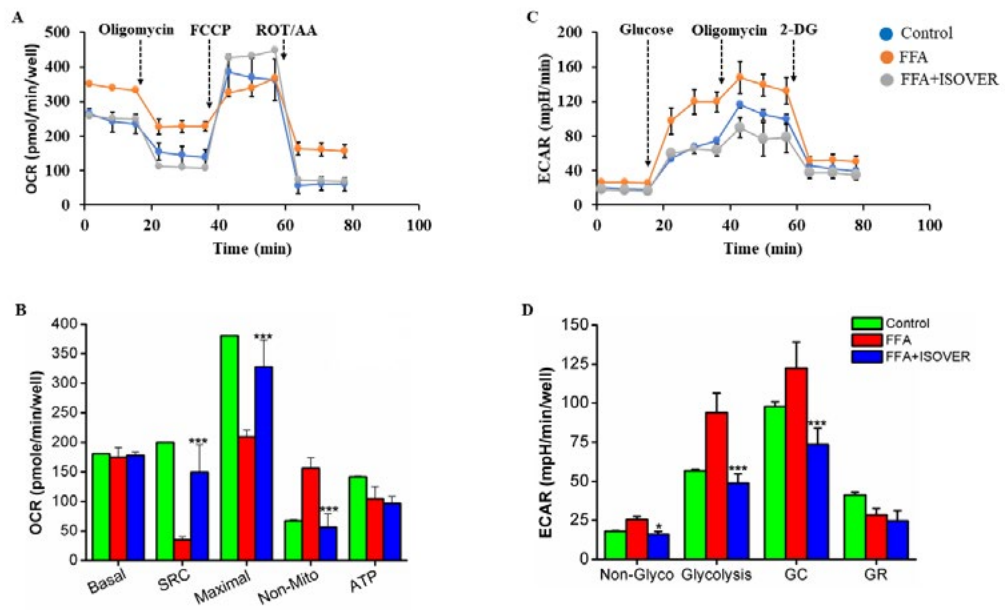 A
Oligomycin
FCCP
ROT/AA
500
400
300
200
100
0
OCR (pmol/min/well)
0 20 40 60 80 100
Time (min)
C
Glucose
Oligomycin
2-DG
200
160
120
80
40
0
ECAR (mpH/min)
0 20 40 60 80 100
Time (min)
Control
FFA
FFA+ISOVER
B
400
350
300
250
200
150
100
50
0
OCR (pmole/min/well)
***
***
***
Basal SRC Maximal Non-Mito ATP
D
150
125
100
75
50
25
0
ECAR (mpH/min/well)
Control
FFA
FFA+ISOVER
*
***
***
Non-Glyco Glycolysis GC GR